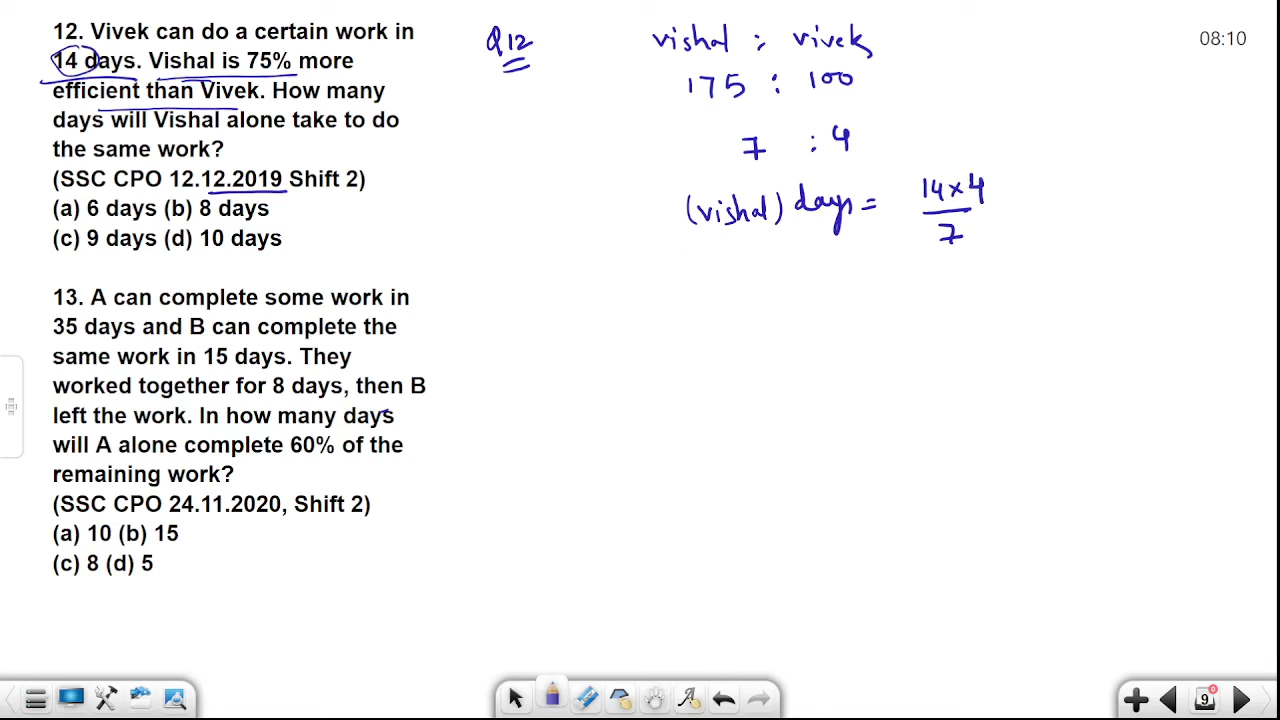 12. Vivek can do a certain work in
14 days. Vishal is 75% more
efficient than Vivek. How many
days will Vishal alone take to do
the same work?
(SSC CPO 12.12.2019 Shift 2)
(a) 6 days (b) 8 days
(c) 9 days (d) 10 days
13. A can complete some work in
35 days and B can complete the
same work in 15 days. They
worked together for 8 days, then B
left the work. In how many days
will A alone complete 60% of the
remaining work?
(SSC CPO 24.11.2020, Shift 2)
(a) 10 (b) 15
(c) 8 (d) 5
Q12
vishal : vivek
175 : 100
7 : 4
(vishal) days = 14×4
7
08:10
9
0